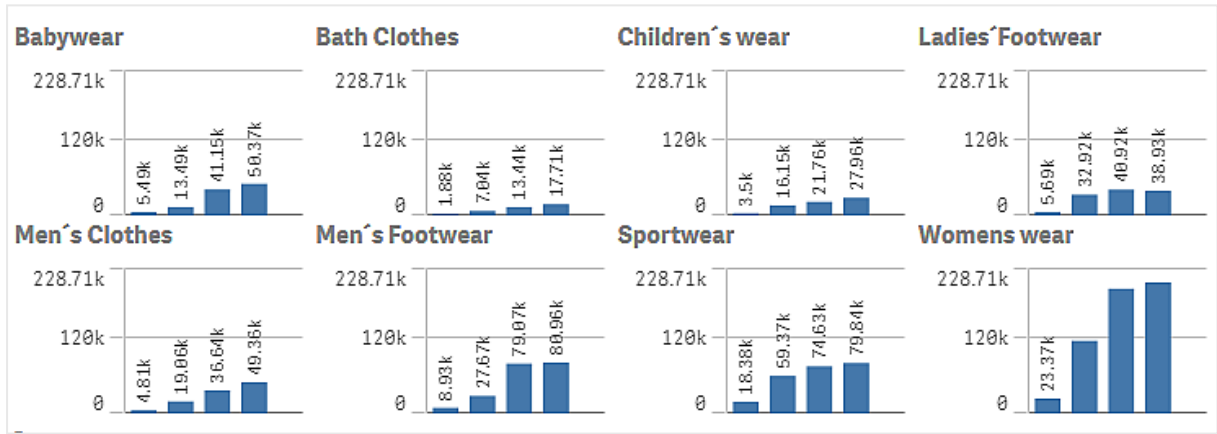 Babywear
228.71k
120k
0
5.49k
13.49k
41.15k
50.37k
Bath Clothes
228.71k
120k
0
1.88k
7.04k
13.44k
17.71k
Children´s wear
228.71k
120k
0
3.5k
16.15k
21.76k
27.96k
Ladies´Footwear
228.71k
120k
0
5.69k
32.92k
40.92k
38.93k
Men´s Clothes
228.71k
120k
0
4.81k
19.06k
36.64k
49.36k
Men´s Footwear
228.71k
120k
0
8.93k
27.67k
79.07k
80.96k
Sportwear
228.71k
120k
0
18.38k
59.37k
74.63k
79.84k
Womens wear
228.71k
120k
0
23.37k